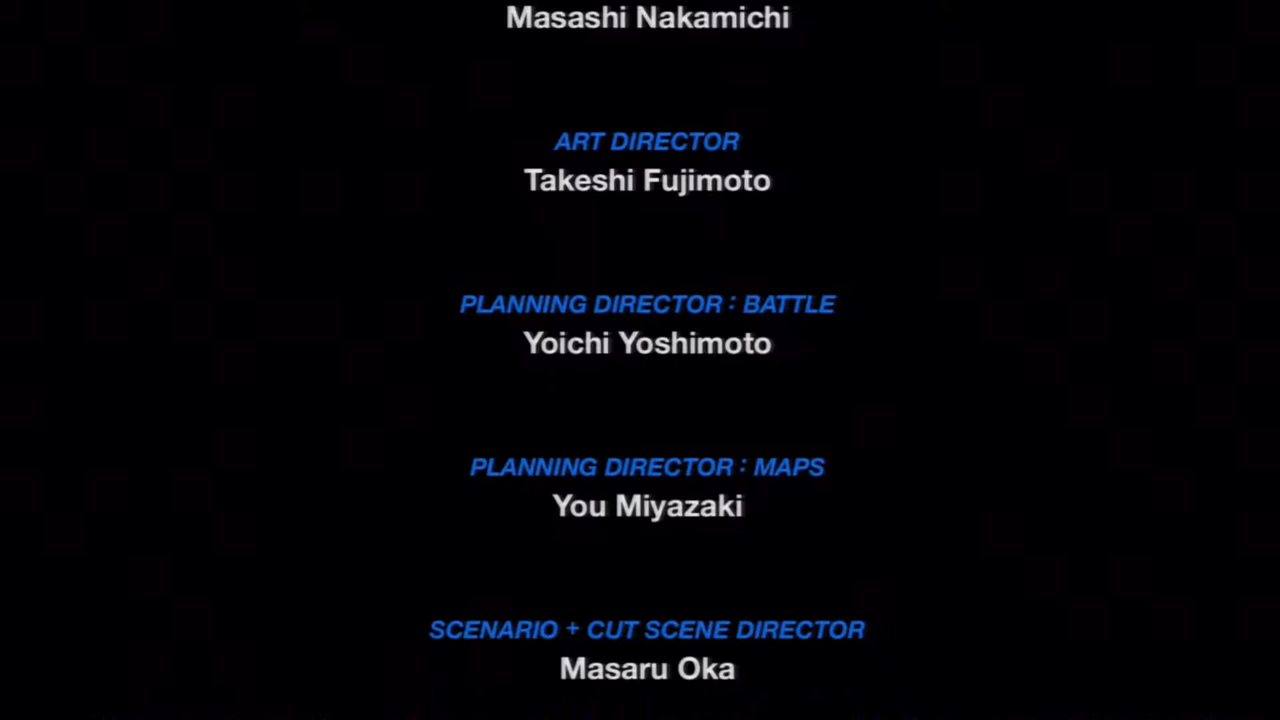 Masashi Nakamichi
ART DIRECTOR
Takeshi Fujimoto
PLANNING DIRECTOR : BATTLE
Yoichi Yoshimoto
PLANNING DIRECTOR : MAPS
You Miyazaki
SCENARIO + CUT SCENE DIRECTOR
Masaru Oka